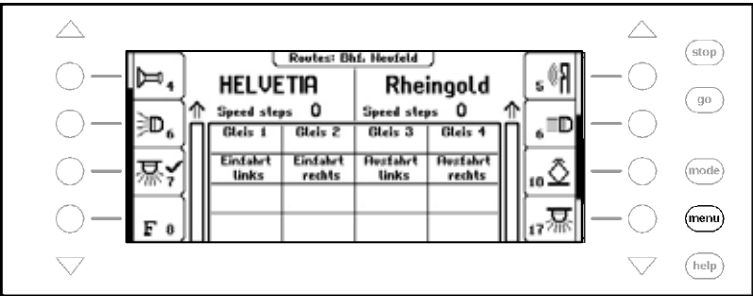 Routes: Bhf. Neufeld
HELVETIA
Rheingold
Speed steps 0
Speed steps 0
Gleis 1
Gleis 2
Gleis 3
Gleis 4
Einfahrt links
Einfahrt rechts
Ausfahrt links
Ausfahrt rechts
4
6
7
F 8
5
6
10
17
stop
go
mode
menu
help